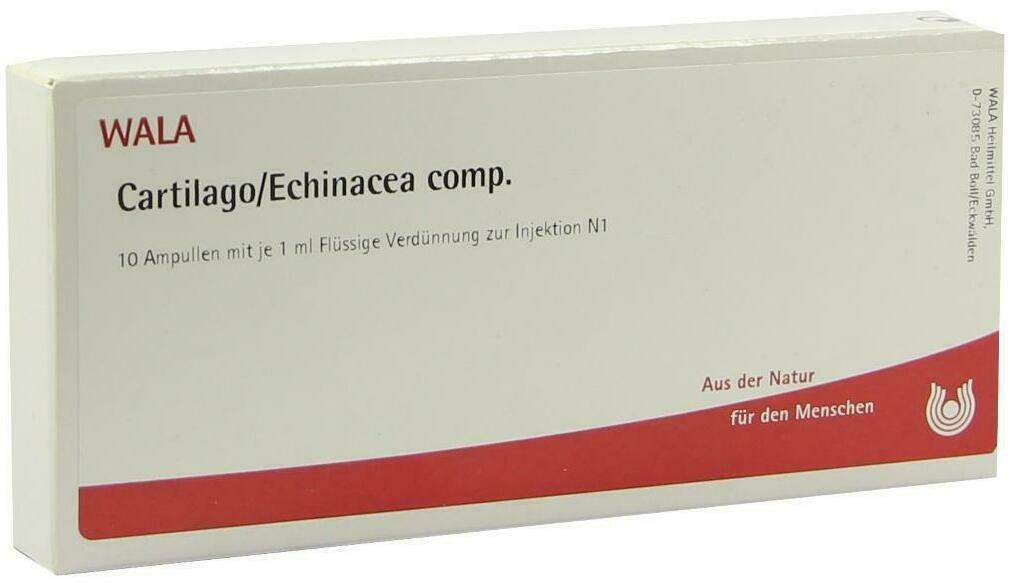 WALA
Cartilago/Echinacea comp.
10 Ampullen mit je 1 ml Flüssige Verdünnung zur Injektion N1
Aus der Natur
für den Menschen
WALA Heilmittel GmbH,
D-73085 Bad Boll/Eckwälden